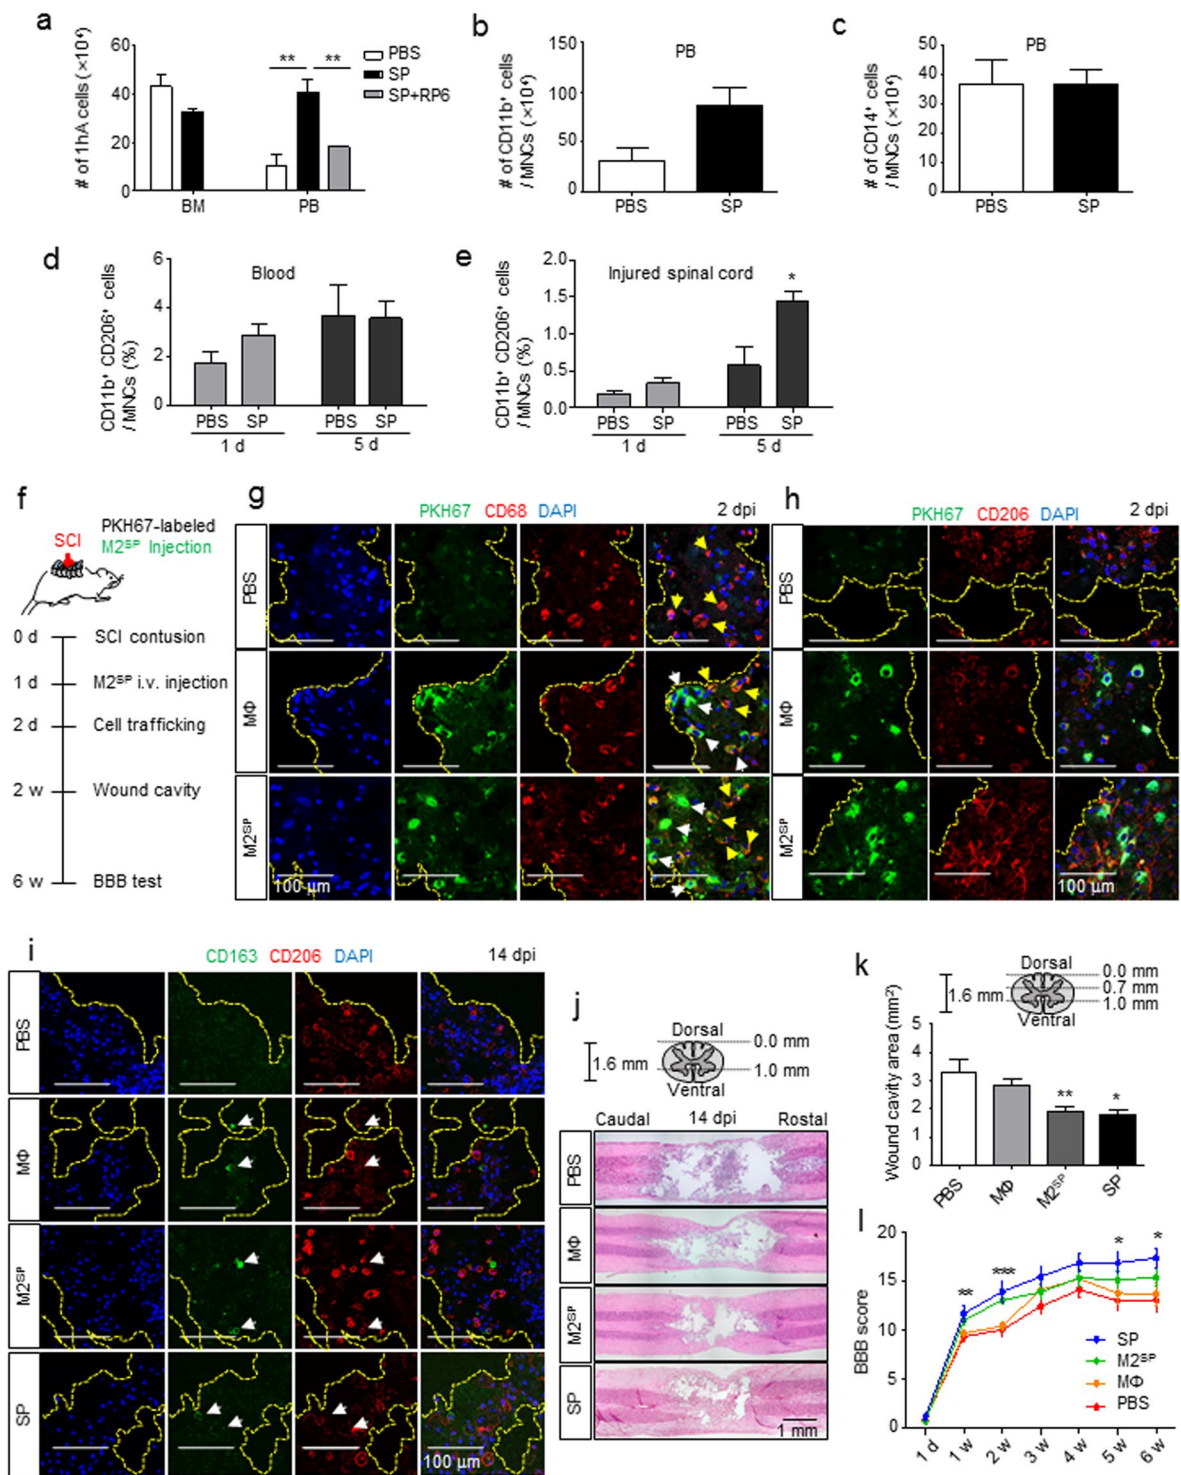 a
# of 1hA cells (×10⁴)
60
40
20
0
BM
PB
**
**
PBS
SP
SP+RP6
b
PB
# of CD11b⁺ cells
/ MNCs (×10⁴)
150
100
50
0
PBS
SP
c
PB
# of CD14⁺ cells
/ MNCs (×10⁴)
50
40
30
20
10
0
PBS
SP
d
Blood
CD11b⁺ CD206⁺ cells
/ MNCs (%)
6
4
2
0
PBS SP PBS SP
1 d 5 d
e
Injured spinal cord
CD11b⁺ CD206⁺ cells
/ MNCs (%)
2.0
1.5
1.0
0.5
0.0
*
PBS SP PBS SP
1 d 5 d
f
PKH67-labeled
M2ˢᴾ Injection
SCI
0 d SCI contusion
1 d M2ˢᴾ i.v. injection
2 d Cell trafficking
2 w Wound cavity
6 w BBB test
g
PKH67 CD68 DAPI 2 dpi
PBS
MΦ
M2ˢᴾ
100 µm
h
PKH67 CD206 DAPI 2 dpi
PBS
MΦ
M2ˢᴾ
100 µm
i
CD163 CD206 DAPI 14 dpi
PBS
MΦ
M2ˢᴾ
SP
100 µm
j
Dorsal
0.0 mm
1.6 mm
1.0 mm
Ventral
Caudal 14 dpi Rostal
PBS
MΦ
M2ˢᴾ
SP
1 mm
k
Dorsal
0.0 mm
1.6 mm
0.7 mm
1.0 mm
Ventral
Wound cavity area (mm²)
5
4
3
2
1
0
** *
PBS MΦ M2ˢᴾ SP
l
BBB score
20
15
10
5
0
** *** * *
SP
M2ˢᴾ
MΦ
PBS
1 d 1 w 2 w 3 w 4 w 5 w 6 w